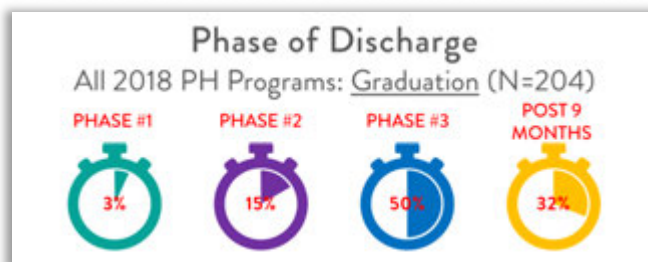 Phase of Discharge
All 2018 PH Programs: Graduation (N=204)
PHASE #1
PHASE #2
PHASE #3
POST 9
MONTHS
3%
15%
50%
32%